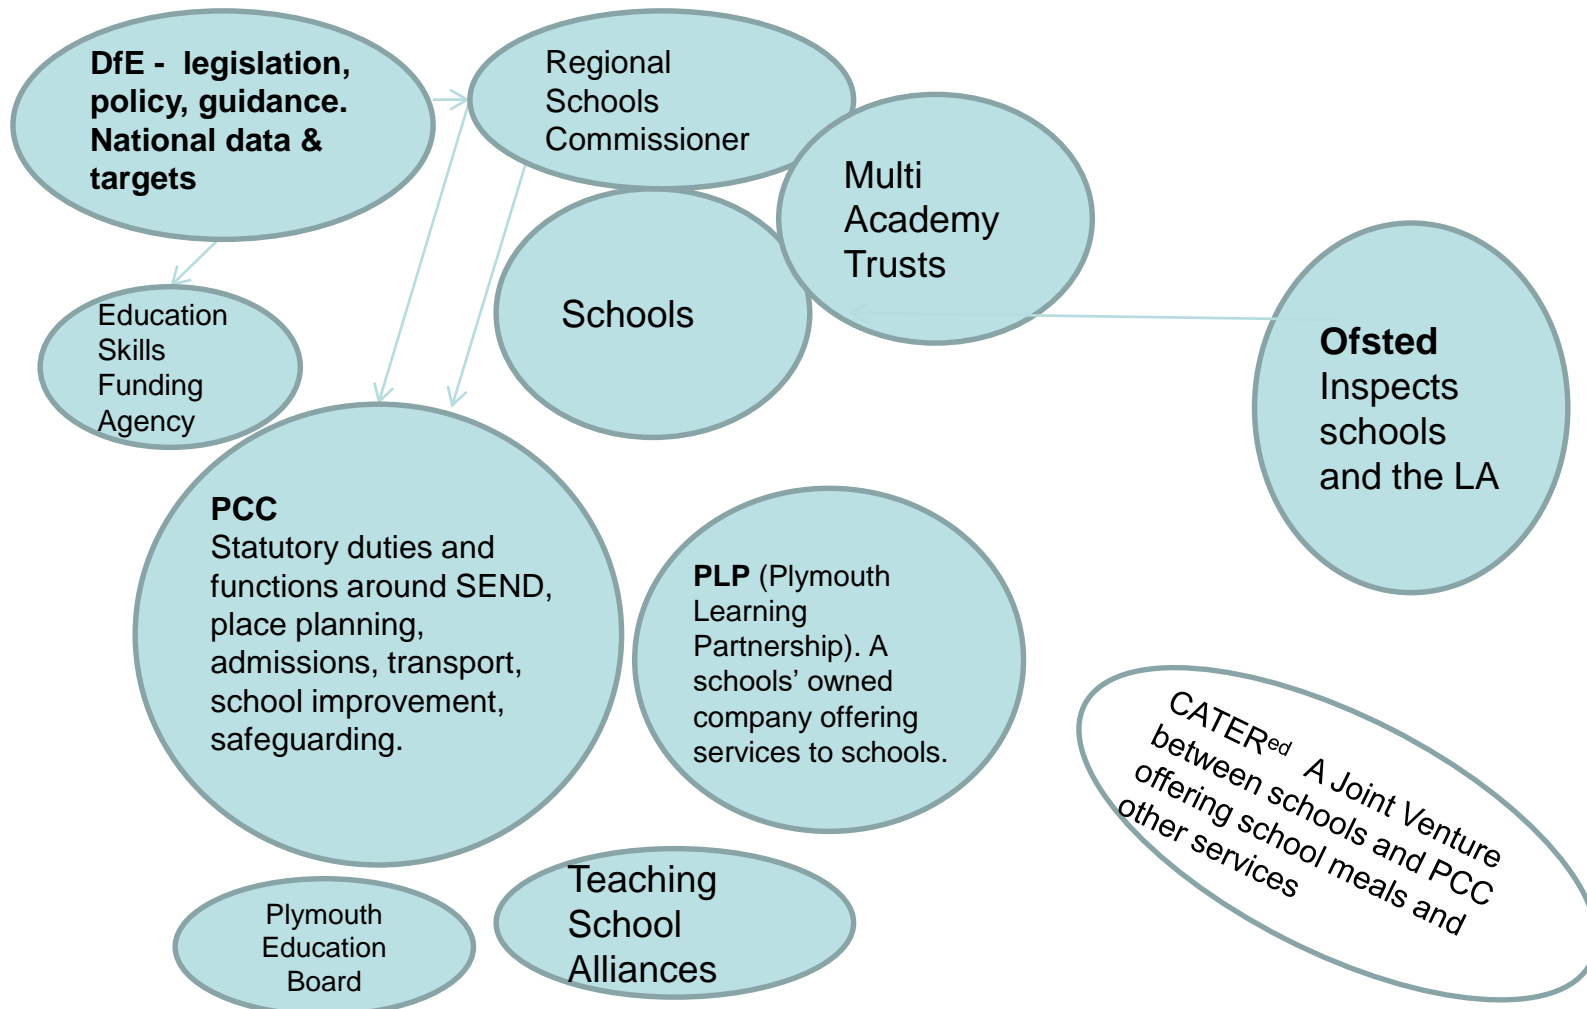 DfE - legislation,
policy, guidance.
National data &
targets
Regional
Schools
Commissioner
Multi
Academy
Trusts
Schools
Education
Skills
Funding
Agency
Ofsted
Inspects
schools
and the LA
PCC
Statutory duties and
functions around SEND,
place planning,
admissions, transport,
school improvement,
safeguarding.
PLP (Plymouth
Learning
Partnership). A
schools’ owned
company offering
services to schools.
CATERed A Joint Venture
between schools and PCC
offering school meals and
other services
Teaching
School
Alliances
Plymouth
Education
Board